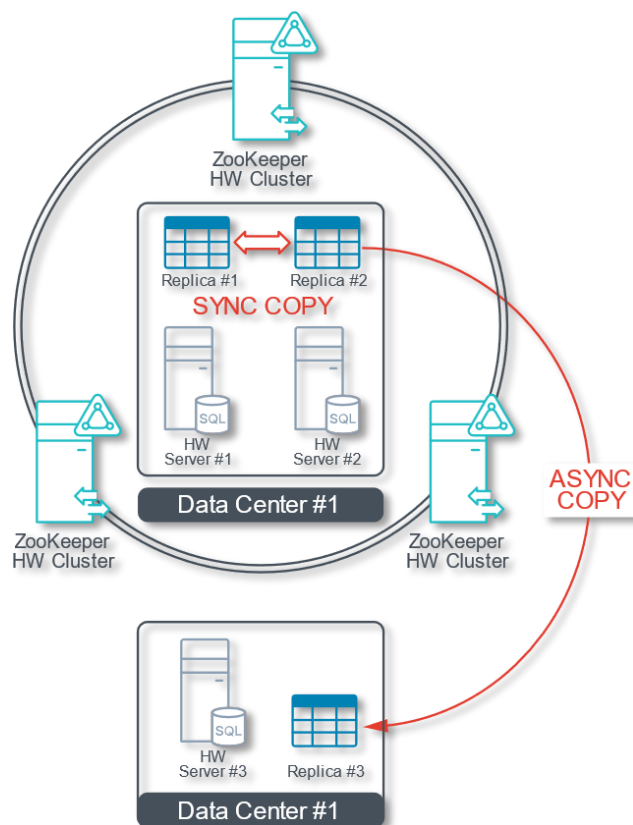 ZooKeeper
HW Cluster
Replica #1
Replica #2
SYNC COPY
SQL
SQL
HW
Server #1
HW
Server #2
Data Center #1
ZooKeeper
HW Cluster
ZooKeeper
HW Cluster
ASYNC
COPY
SQL
HW
Server #3
Replica #3
Data Center #1